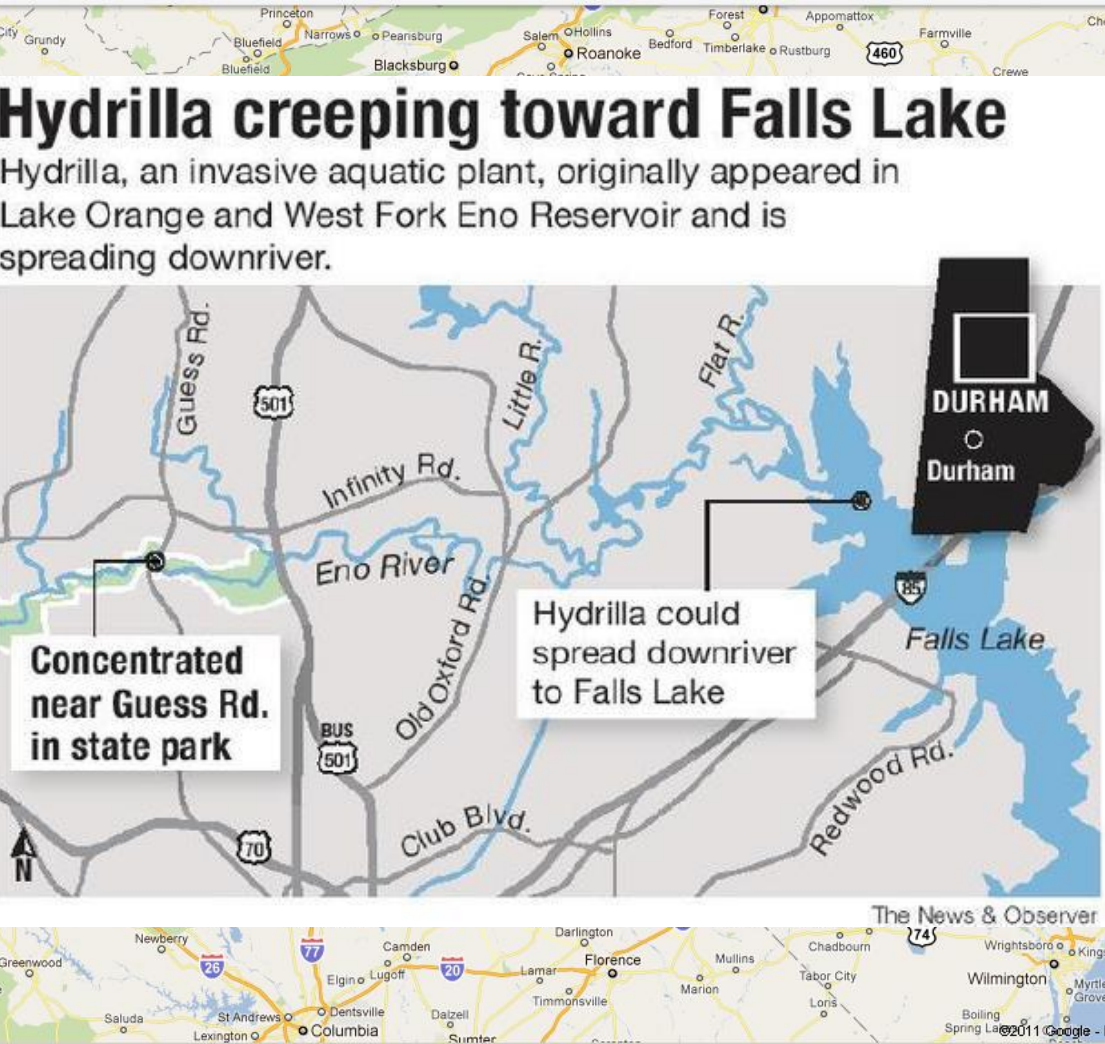 Princeton
Forest
Appomattox
City
Grundy
Narrows
Pearisburg
Salem
Hollins
Farmville
Bluefield
Roanoke
Bedford
Timberlake
Rustburg
460
Bluefield
Blacksburg
Crewe
Hydrilla creeping toward Falls Lake
Hydrilla, an invasive aquatic plant, originally appeared in
Lake Orange and West Fork Eno Reservoir and is
spreading downriver.
Guess Rd.
501
Little R.
Flat R.
DURHAM
Durham
Infinity Rd.
Eno River
Old Oxford Rd.
85
Hydrilla could
spread downriver
to Falls Lake
Falls Lake
Concentrated
near Guess Rd.
in state park
BUS
501
Redwood Rd.
Club Blvd.
70
N
The News & Observer
Newberry
77
Camden
Darlington
74
Chadbourn
Wrightsboro
Kings
Greenwood
26
Elgin
Lugoff
20
Lamar
Florence
Mullins
Tabor City
Wilmington
Marion
Myrtle
Grove
Timmonsville
Loris
Saluda
St Andrews
Dentsville
Dalzell
Boiling
Spring
Lexington
Columbia
Sumter
©2011 Google -